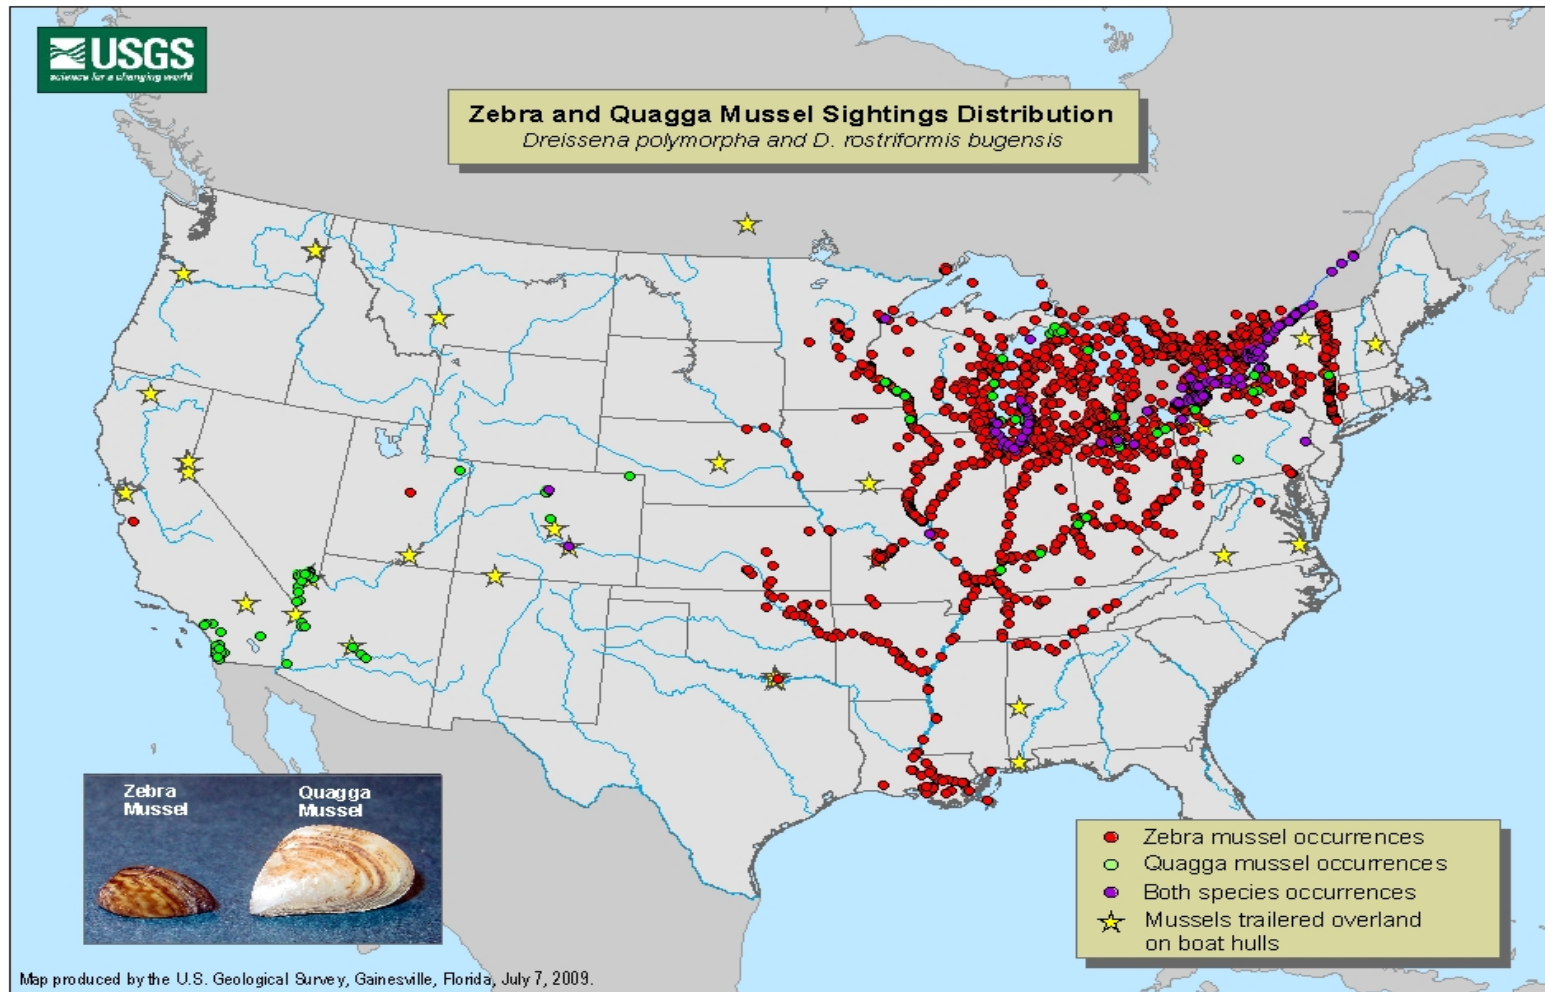 USGS
science for a changing world
Zebra and Quagga Mussel Sightings Distribution
Dreissena polymorpha and D. rostriformis bugensis
Zebra
Mussel
Quagga
Mussel
Zebra mussel occurrences
Quagga mussel occurrences
Both species occurrences
Mussels trailered overland
on boat hulls
Map produced by the U.S. Geological Survey, Gainesville, Florida, July 7, 2009.